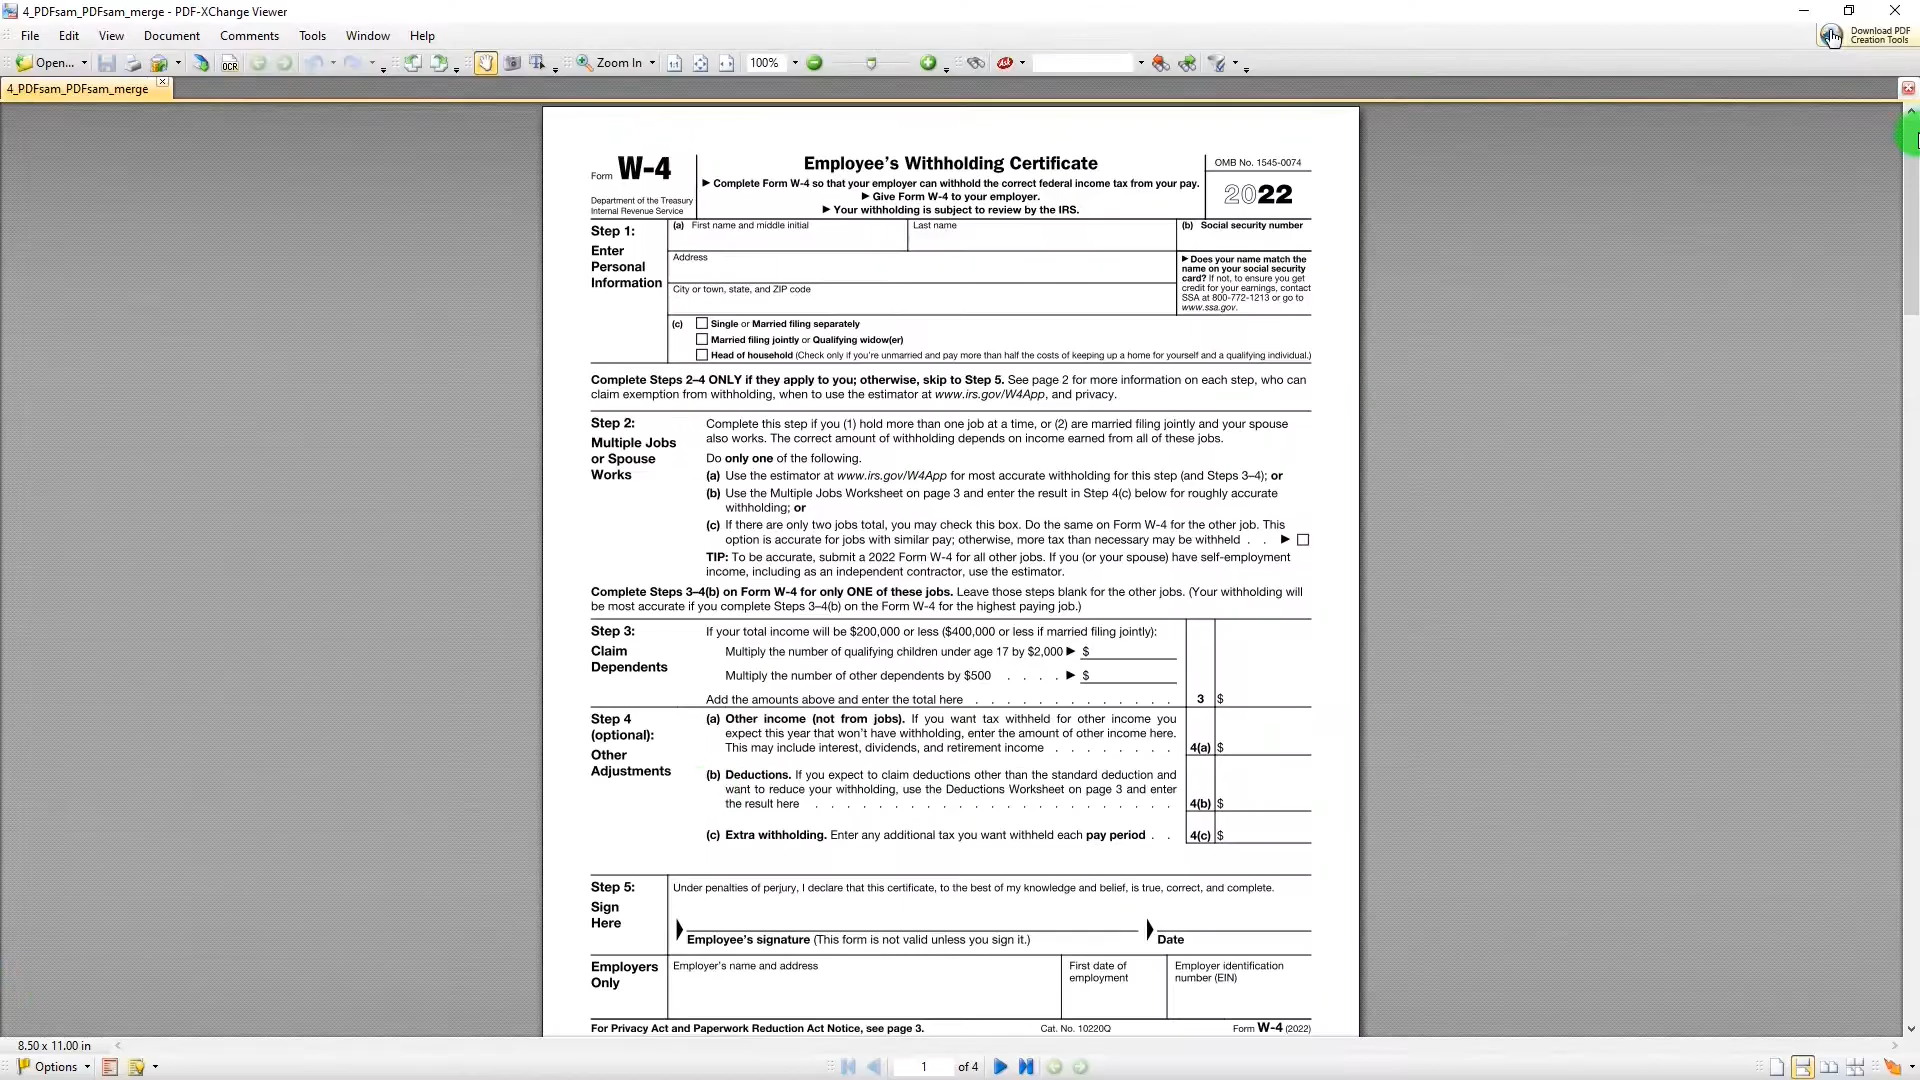 4_PDFsam_PDFsam_merge - PDF-XChange Viewer
File Edit View Document Comments Tools Window Help
Download PDF
Creation Tools
Open... OCR Zoom In 100%
4_PDFsam_PDFsam_merge
Form W-4
Department of the Treasury
Internal Revenue Service
Employee's Withholding Certificate
▶ Complete Form W-4 so that your employer can withhold the correct federal income tax from your pay.
▶ Give Form W-4 to your employer.
▶ Your withholding is subject to review by the IRS.
OMB No. 1545-0074
2022
Step 1:
Enter
Personal
Information
(a) First name and middle initial
Last name
(b) Social security number
Address
City or town, state, and ZIP code
▶ Does your name match the
name on your social security
card? If not, to ensure you get
credit for your earnings, contact
SSA at 800-772-1213 or go to
www.ssa.gov.
(c) Single or Married filing separately
Married filing jointly or Qualifying widow(er)
Head of household (Check only if you're unmarried and pay more than half the costs of keeping up a home for yourself and a qualifying individual.)
Complete Steps 2–4 ONLY if they apply to you; otherwise, skip to Step 5. See page 2 for more information on each step, who can
claim exemption from withholding, when to use the estimator at www.irs.gov/W4App, and privacy.
Step 2:
Multiple Jobs
or Spouse
Works
Complete this step if you (1) hold more than one job at a time, or (2) are married filing jointly and your spouse
also works. The correct amount of withholding depends on income earned from all of these jobs.
Do only one of the following.
(a) Use the estimator at www.irs.gov/W4App for most accurate withholding for this step (and Steps 3–4); or
(b) Use the Multiple Jobs Worksheet on page 3 and enter the result in Step 4(c) below for roughly accurate
withholding; or
(c) If there are only two jobs total, you may check this box. Do the same on Form W-4 for the other job. This
option is accurate for jobs with similar pay; otherwise, more tax than necessary may be withheld . . ▶
TIP: To be accurate, submit a 2022 Form W-4 for all other jobs. If you (or your spouse) have self-employment
income, including as an independent contractor, use the estimator.
Complete Steps 3–4(b) on Form W-4 for only ONE of these jobs. Leave those steps blank for the other jobs. (Your withholding will
be most accurate if you complete Steps 3–4(b) on the Form W-4 for the highest paying job.)
Step 3:
Claim
Dependents
If your total income will be $200,000 or less ($400,000 or less if married filing jointly):
Multiply the number of qualifying children under age 17 by $2,000 ▶ $
Multiply the number of other dependents by $500 . . . . ▶ $
Add the amounts above and enter the total here . . . . . . . . . . . . . 3 $
Step 4
(optional):
Other
Adjustments
(a) Other income (not from jobs). If you want tax withheld for other income you
expect this year that won't have withholding, enter the amount of other income here.
This may include interest, dividends, and retirement income . . . . . . . . 4(a) $
(b) Deductions. If you expect to claim deductions other than the standard deduction and
want to reduce your withholding, use the Deductions Worksheet on page 3 and enter
the result here . . . . . . . . . . . . . . . . . . . . . . . 4(b) $
(c) Extra withholding. Enter any additional tax you want withheld each pay period . . 4(c) $
Step 5:
Sign
Here
Under penalties of perjury, I declare that this certificate, to the best of my knowledge and belief, is true, correct, and complete.
Employee's signature (This form is not valid unless you sign it.)
Date
Employers
Only
Employer's name and address
First date of
employment
Employer identification
number (EIN)
For Privacy Act and Paperwork Reduction Act Notice, see page 3. Cat. No. 10220Q Form W-4 (2022)
8.50 x 11.00 in
Options 1 of 4